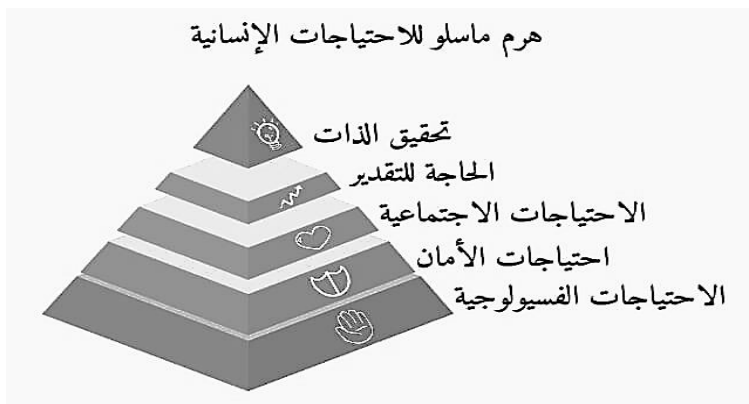 هرم ماسلو للاحتياجات الإنسانية
تحقيق الذات
الحاجة للتقدير
الاحتياجات الاجتماعية
احتياجات الأمان
الاحتياجات الفسيولوجية